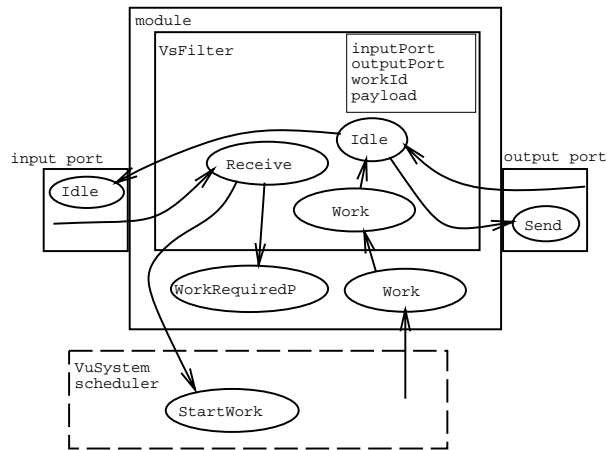 module
VsFilter
inputPort
outputPort
workId
payload
Idle
input port
Receive
output port
Idle
Work
Send
WorkRequiredP
Work
VuSystem
scheduler
StartWork